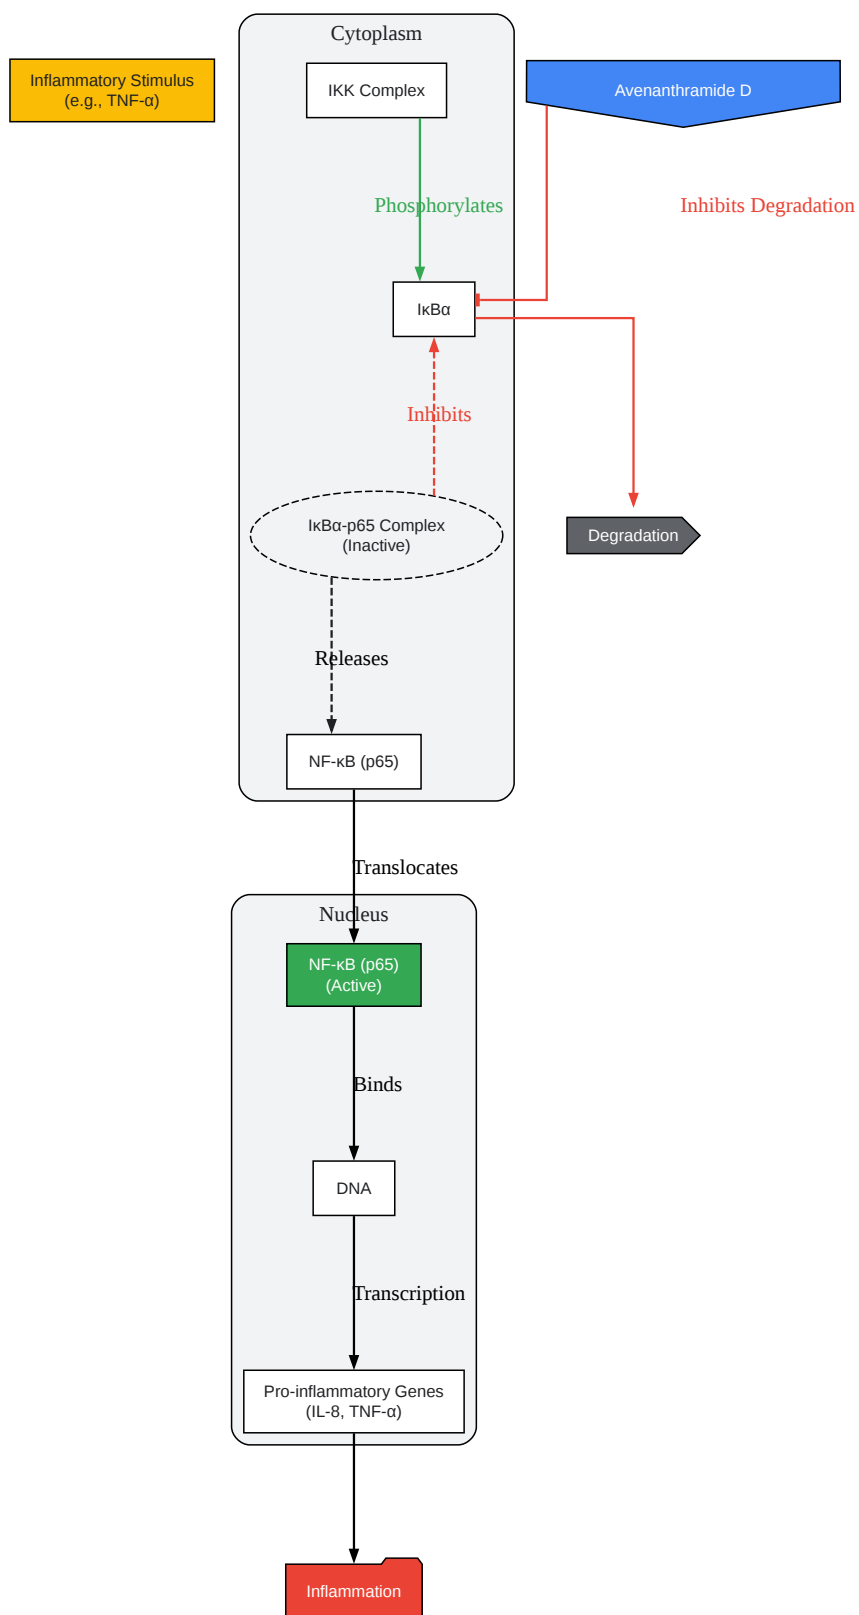 Cytoplasm
Inflammatory Stimulus
(e.g., TNF-α)
IKK Complex
Avenanthramide D
Phosphorylates
Inhibits Degradation
IκBα
Inhibits
IκBα-p65 Complex
(Inactive)
Degradation
Releases
NF-κB (p65)
Translocates
Nucleus
NF-κB (p65)
(Active)
Binds
DNA
Transcription
Pro-inflammatory Genes
(IL-8, TNF-α)
Inflammation